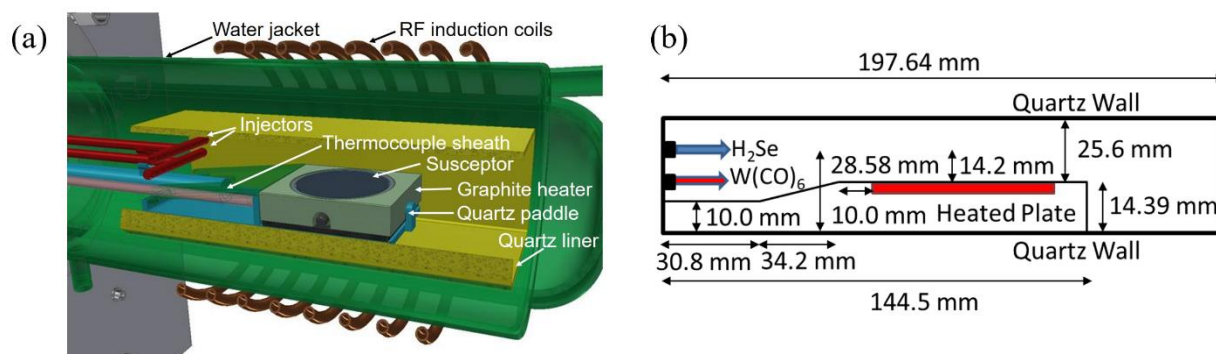 (a)
Water jacket
RF induction coils
Injectors
Thermocouple sheath
Susceptor
Graphite heater
Quartz paddle
Quartz liner
(b)
197.64 mm
Quartz Wall
H₂Se
W(CO)₆
28.58 mm
14.2 mm
25.6 mm
10.0 mm
10.0 mm
Heated Plate
14.39 mm
Quartz Wall
30.8 mm
34.2 mm
144.5 mm